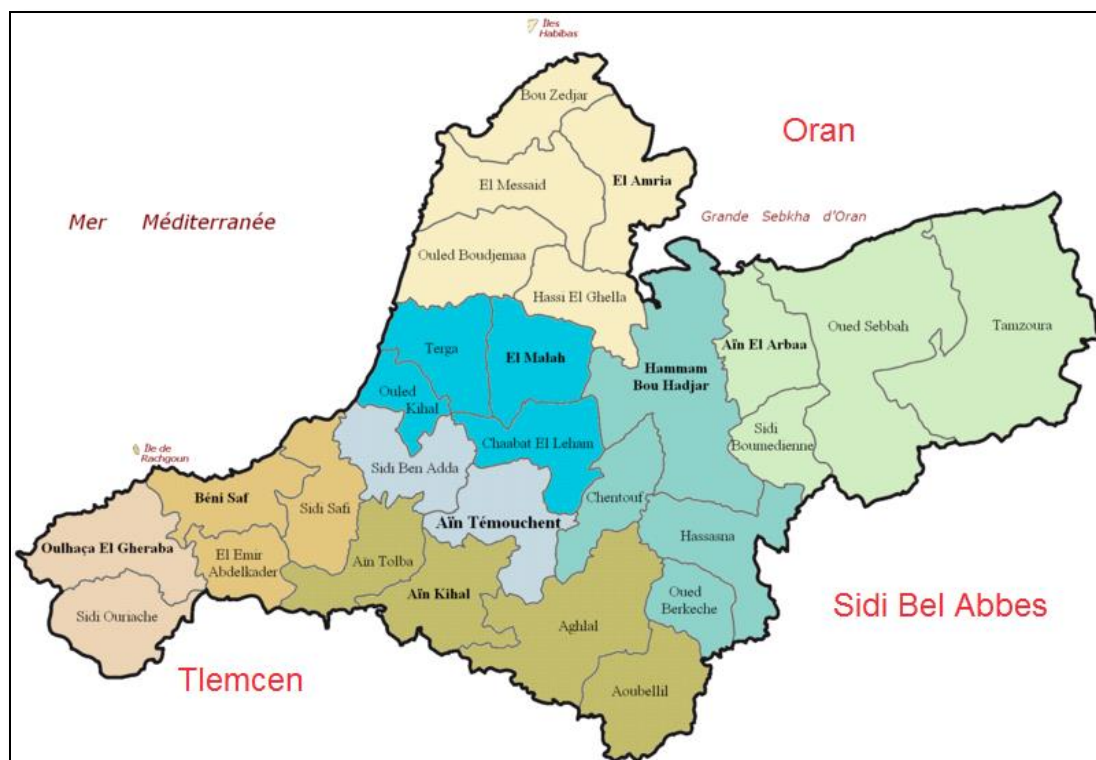 Îles
Habibas
Bou Zedjar
Oran
El Messaid
El Amria
Mer Méditerranée
Grande Sebkha d'Oran
Ouled Boudjemaa
Hassi El Ghella
Oued Sebbah
Tamzoura
Terga
El Malah
Aïn El Arbaa
Hammam
Bou Hadjar
Ouled
Kihal
Sidi
Boumedienne
Chaabat El Leham
Île de
Rachgoun
Sidi Ben Adda
Béni Saf
Sidi Safi
Chentouf
Aïn Témouchent
Hassasna
Oulhaça El Gheraba
El Emir
Abdelkader
Aïn Tolba
Aïn Kihal
Oued
Berkeche
Sidi Ouriache
Aghlal
Sidi Bel Abbes
Tlemcen
Aoubellil